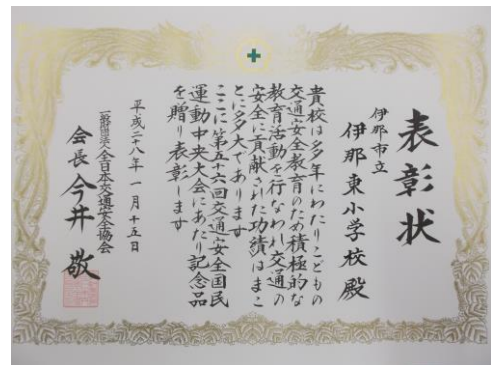 表彰状
伊那市立
伊那東小学校殿
貴校は多年にわたりこどもの
交通安全教育のため積極的な
教育活動を行なわれ交通の
安全に貢献された功績はまこ
とに多大であります
ここに第五十六回交通安全国民
運動中央大会にあたり記念品
を贈り表彰します
平成二八年一月十五日
一般財団法人全日本交通安全協会
会長今井敬